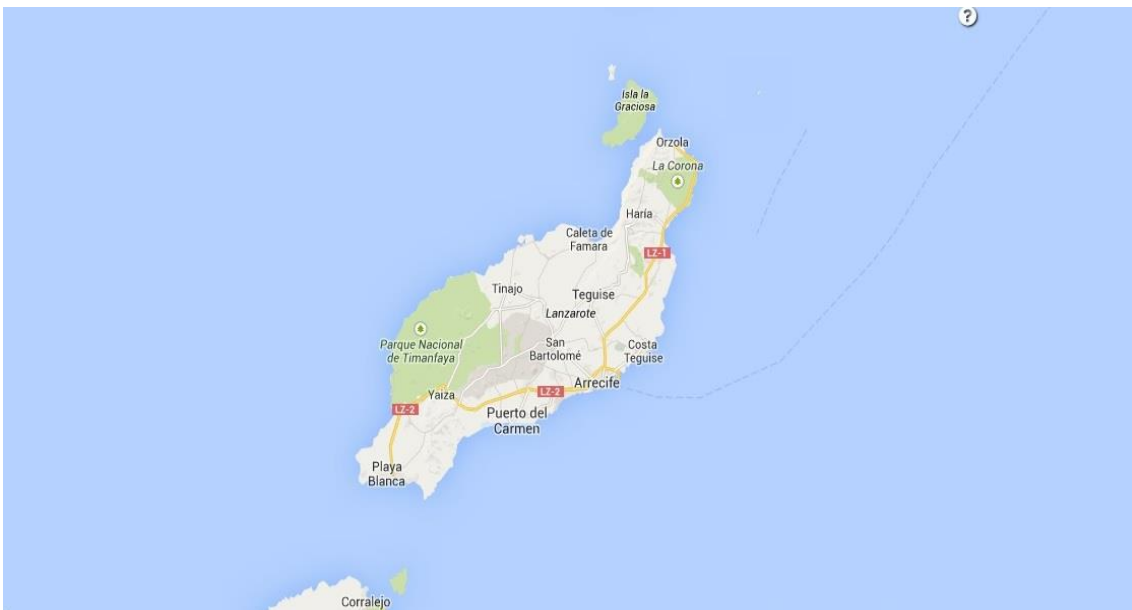 ?
Isla la
Graciosa
Orzola
La Corona
Haría
Caleta de
Famara
LZ-1
Tinajo
Teguise
Lanzarote
Parque Nacional
de Timanfaya
San
Bartolomé
Costa
Teguise
Arrecife
Yaiza
LZ-2
LZ-2
Puerto del
Carmen
Playa
Blanca
Corralejo